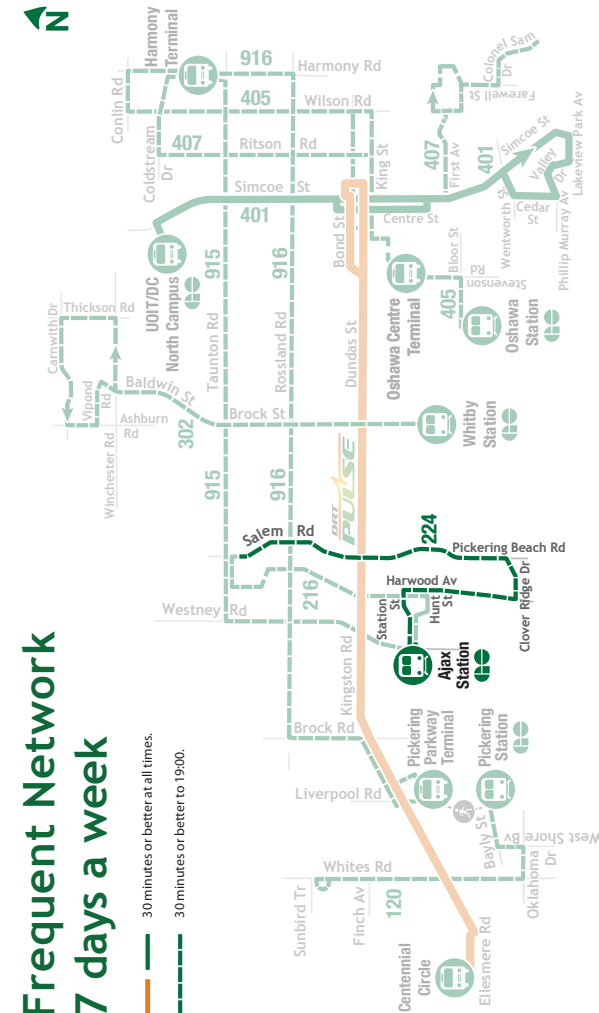 N
Frequent Network
7 days a week
30 minutes or better at all times.
30 minutes or better to 19:00.
Harmony
Terminal
916
Harmony Rd
Conlin Rd
405
Wilson Rd
Coldstream
Dr
407
Ritson Rd
King St
Simcoe St
401
Bond St
Centre St
407
First Av
Farewell St
Colonel Sam
Dr
401
Simcoe St
Valley
Dr
Lakeview Park Av
Wentworth St
Cedar
St
Phillip Murray Av
UOIT/DC
North Campus
915
916
Taunton Rd
Rossland Rd
Dundas St
Oshawa Centre
Terminal
Bloor St
Stevenson
Rd
405
Oshawa
Station
Thickson Rd
Carnwith Dr
Vipond
Rd
Baldwin St
Ashburn
Rd
Winchester Rd
302
Brock St
Whitby
Station
915
916
DRT
PULSE
Salem Rd
224
Pickering Beach Rd
216
Harwood Av
Station
St
Hunt
St
Clover Ridge Dr
Westney Rd
Ajax
Station
Kingston Rd
Brock Rd
Pickering
Parkway
Terminal
Pickering
Station
Liverpool Rd
Bayly St
West Shore Bv
Whites Rd
Sunbird Tr
Finch Av
120
Oklahoma
Dr
Centennial
Circle
Ellesmere Rd